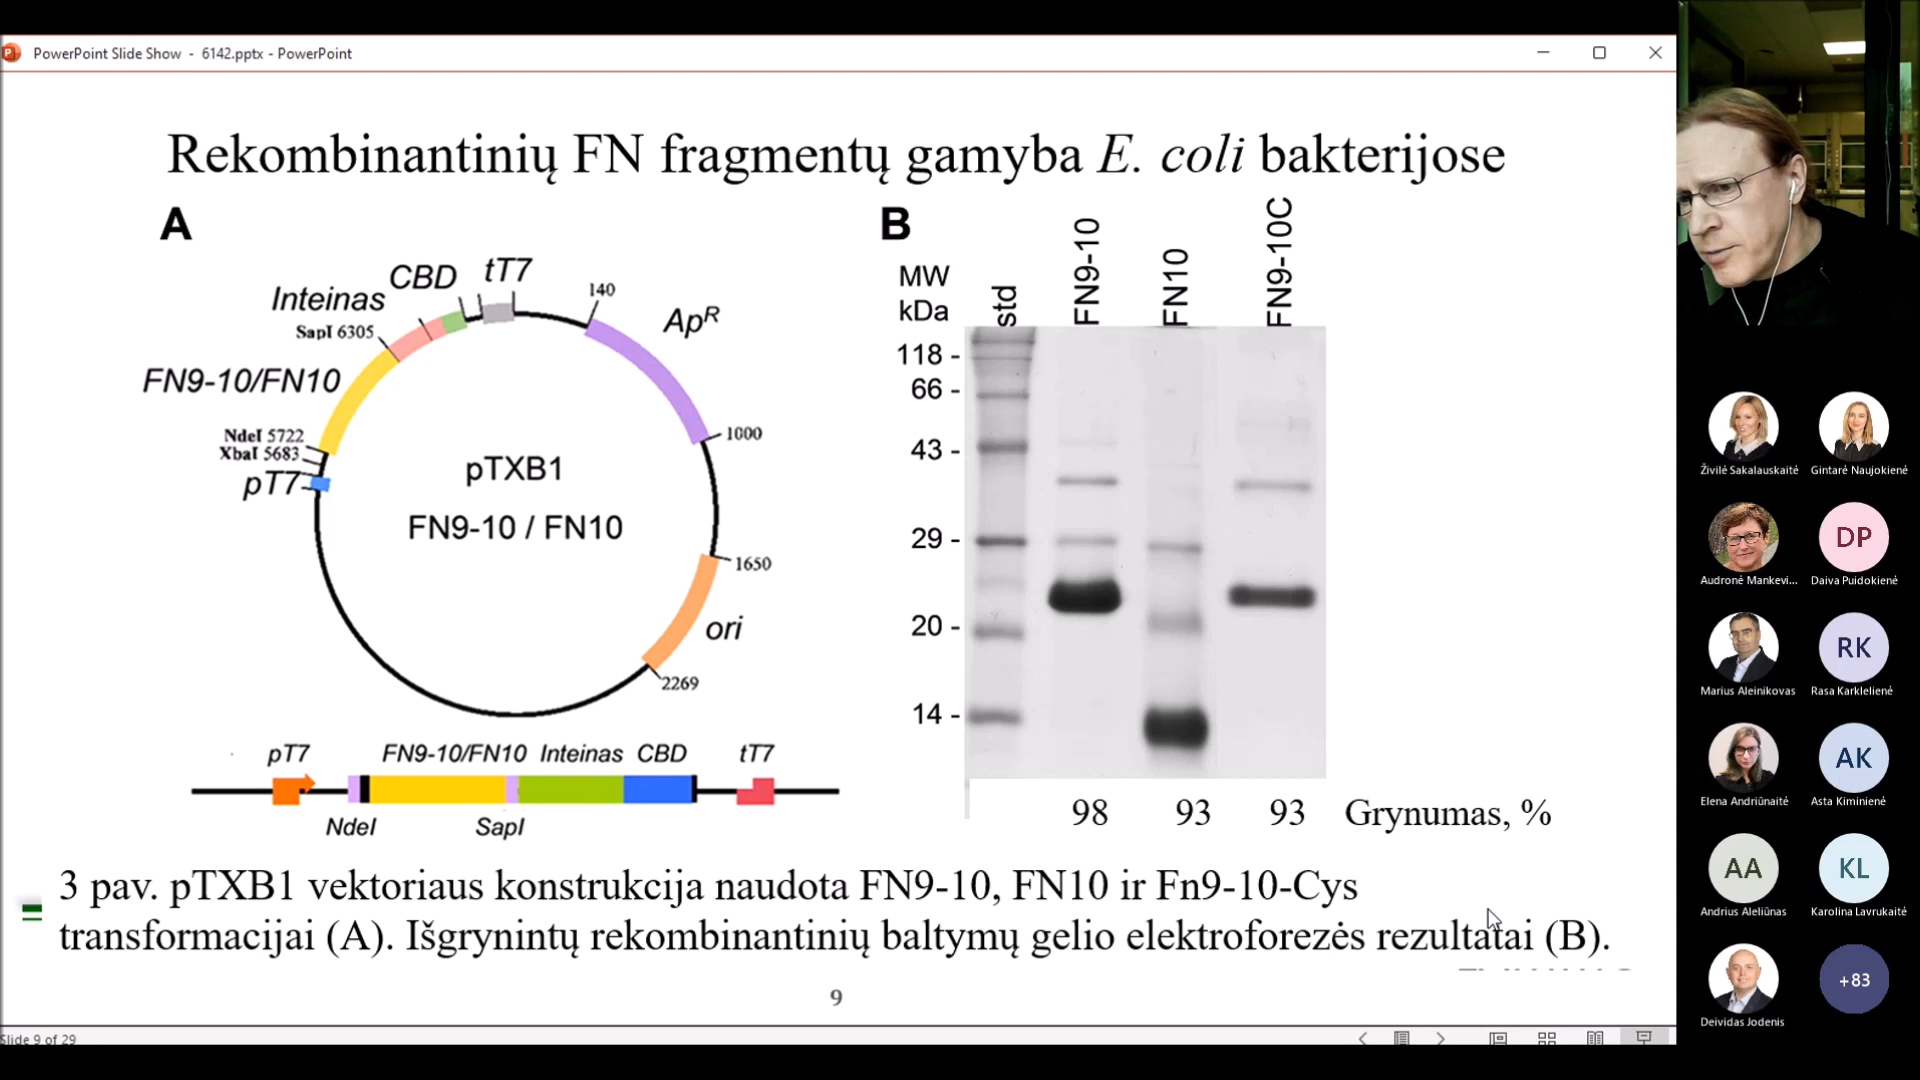 PowerPoint Slide Show - 6142.pptx - PowerPoint
Rekombinantinių FN fragmentų gamyba E. coli bakterijose
A
CBD
tT7
Inteinas
SapI 6305
140
ApR
FN9-10/FN10
NdeI 5722
XbaI 5683
pT7
1000
pTXB1
FN9-10 / FN10
1650
ori
2269
pT7
FN9-10/FN10
Inteinas
CBD
tT7
NdeI
SapI
B
MW
kDa
std
FN9-10
FN10
FN9-10C
118 -
66 -
43 -
29 -
20 -
14 -
98 93 93 Grynumas, %
3 pav. pTXB1 vektoriaus konstrukcija naudota FN9-10, FN10 ir Fn9-10-Cys
transformacijai (A). Išgrynintų rekombinantinių baltymų gelio elektroforezės rezultatai (B).
9
Slide 9 of 29
Živilė Sakalauskaitė
Gintarė Naujokienė
Audronė Mankevi...
DP
Daiva Puidokienė
Marius Aleinikovas
RK
Rasa Karklelienė
Elena Andriūnaitė
AK
Asta Kiminienė
AA
Andrius Aleliūnas
KL
Karolina Lavrukaitė
Deividas Jodenis
+83